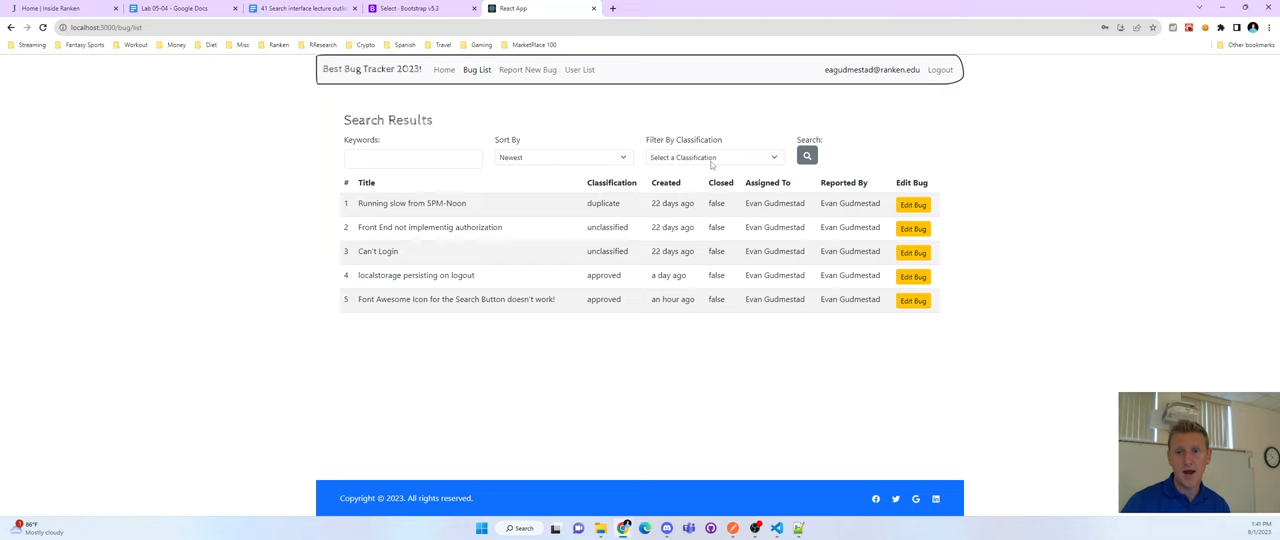 Home | Inside Ranken
Lab 05-04 - Google Docs
41 Search interface lecture outli
Select · Bootstrap v5.3
React App
localhost:3000/bug/list
Streaming
Fantasy Sports
Workout
Money
Diet
Misc
Ranken
RResearch
Crypto
Spanish
Travel
Gaming
MarketPlace 100
Other bookmarks
Best Bug Tracker 2023!
Home
Bug List
Report New Bug
User List
eagudmestad@ranken.edu
Logout
Search Results
Keywords:
Sort By
Filter By Classification
Search:
Newest
Select a Classification
# Title Classification Created Closed Assigned To Reported By Edit Bug
1 Running slow from 5PM-Noon duplicate 22 days ago false Evan Gudmestad Evan Gudmestad Edit Bug
2 Front End not implementig authorization unclassified 22 days ago false Evan Gudmestad Evan Gudmestad Edit Bug
3 Can't Login unclassified 22 days ago false Evan Gudmestad Evan Gudmestad Edit Bug
4 localstorage persisting on logout approved a day ago false Evan Gudmestad Evan Gudmestad Edit Bug
5 Font Awesome Icon for the Search Button doesn't work! approved an hour ago false Evan Gudmestad Evan Gudmestad Edit Bug
Copyright © 2023. All rights reserved.
86°F
Mostly cloudy
Search
1:41 PM
8/1/2023